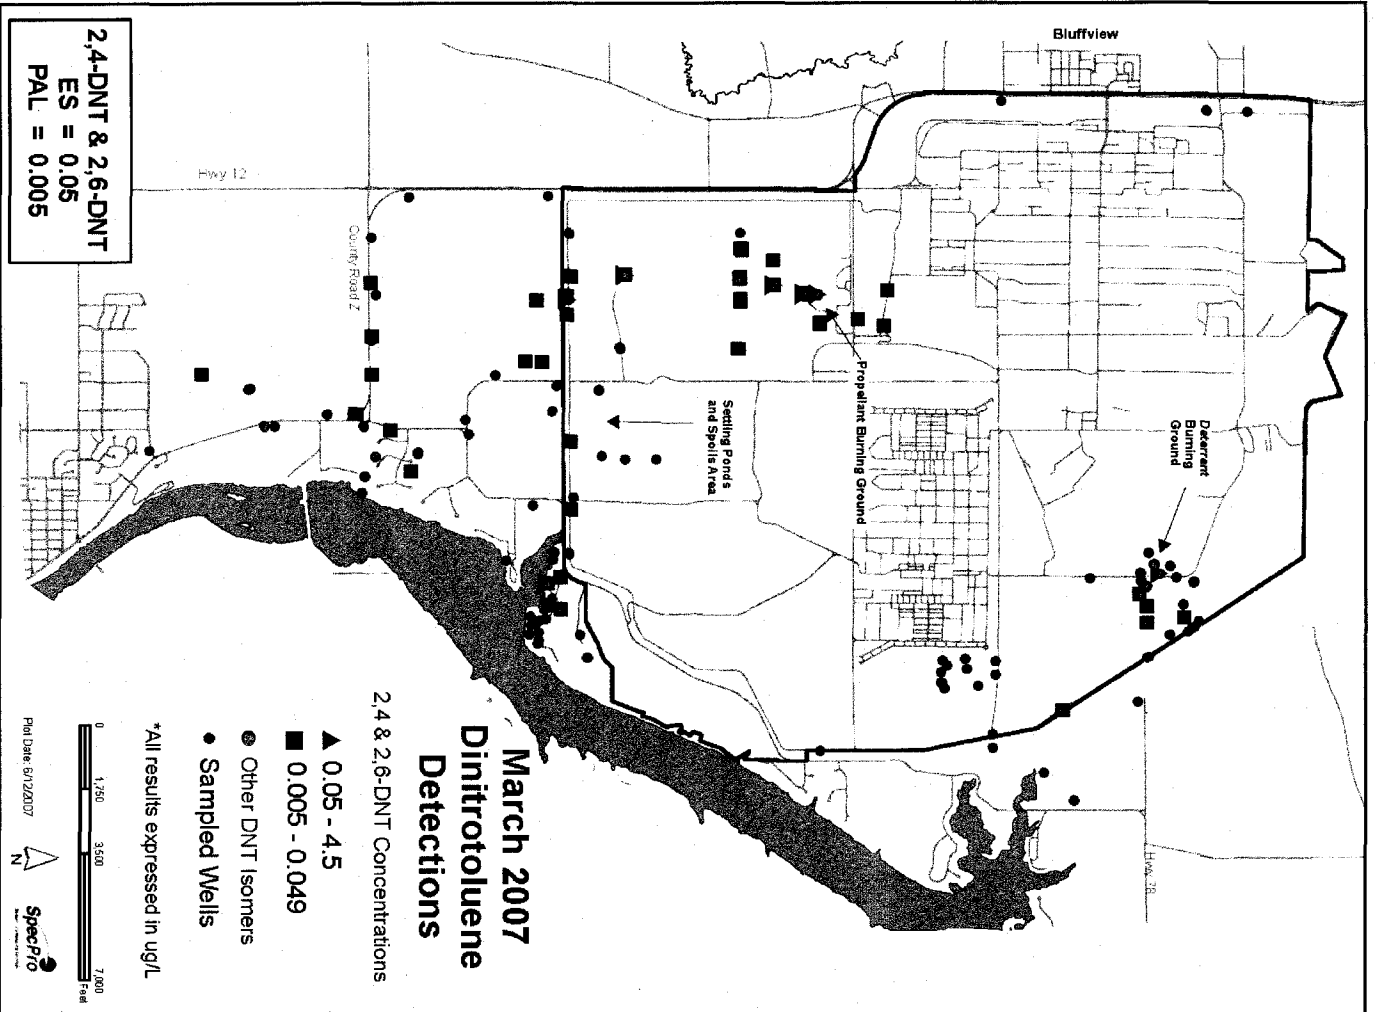 March 2007
Dinitrotoluene
Detections
2,4 & 2,6-DNT Concentrations
0.05 - 4.5
0.005 - 0.049
Other DNT Isomers
Sampled Wells
*All results expressed in ug/L
0 1,750 3,500 7,000
Feet
Plot Date: 6/12/2007
N
SpecPro
2,4-DNT & 2,6-DNT
ES = 0.05
PAL = 0.005
Bluffview
Hwy 12
County Road Z
Hwy 78
Deterrent
Burning
Ground
Propellant Burning Ground
Settling Ponds
and Spoils Area